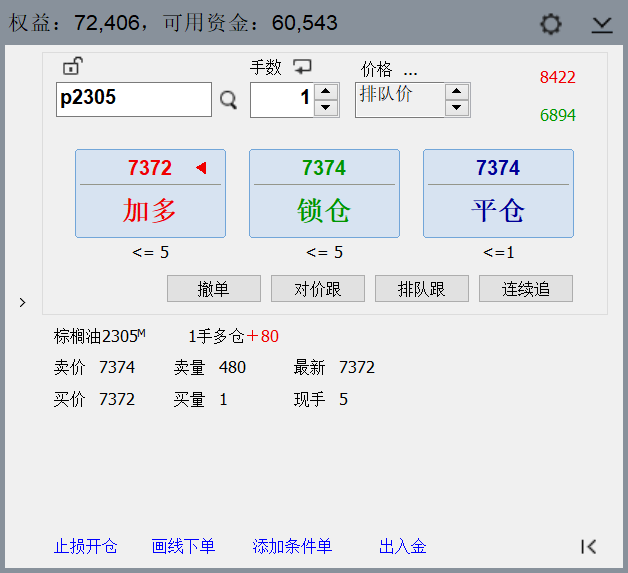 权益：72,406，可用资金：60,543
手数 价格 ...
p2305 1 排队价
8422
6894
7372 7374 7374
加多 锁仓 平仓
<= 5 <= 5 <=1
撤单 对价跟 排队跟 连续追
棕榈油2305M 1手多仓+80
卖价 7374 卖量 480 最新 7372
买价 7372 买量 1 现手 5
止损开仓 画线下单 添加条件单 出入金